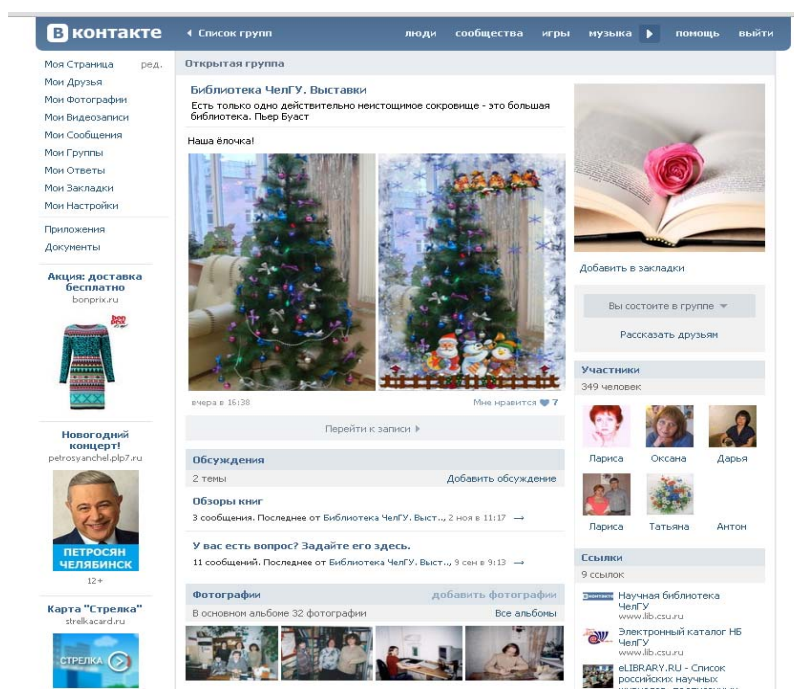 В контакте
Список групп
люди сообщества игры музыка помощь выйти
Моя Страница ред.
Мои Друзья
Мои Фотографии
Мои Видеозаписи
Мои Сообщения
Мои Группы
Мои Ответы
Мои Закладки
Мои Настройки
Приложения
Документы
Акция: доставка
бесплатно
bonprix.ru
bon
prix
Новогодний
концерт!
petrosyanchel.plp7.ru
ПЕТРОСЯН
ЧЕЛЯБИНСК
12+
Карта "Стрелка"
strelkacard.ru
СТРЕЛКА
Открытая группа
Библиотека ЧелГУ. Выставки
Есть только одно действительно неистощимое сокровище - это большая
библиотека. Пьер Буаст
Наша ёлочка!
вчера в 16:38 Мне нравится 7
Перейти к записи
Обсуждения
2 темы Добавить обсуждение
Обзоры книг
3 сообщения. Последнее от Библиотека ЧелГУ. Выст.., 2 ноя в 11:17 →
У вас есть вопрос? Задайте его здесь.
11 сообщений. Последнее от Библиотека ЧелГУ. Выст.., 9 сен в 9:13 →
Фотографии добавить фотографии
В основном альбоме 32 фотографии Все альбомы
Добавить в закладки
Вы состоите в группе
Рассказать друзьям
Участники
349 человек
Лариса Оксана Дарья
Лариса Татьяна Антон
Ссылки
9 ссылок
Научная библиотека
ЧелГУ
www.lib.csu.ru
Электронный каталог НБ
ЧелГУ
www.lib.csu.ru
eLIBRARY.RU - Список
российских научных